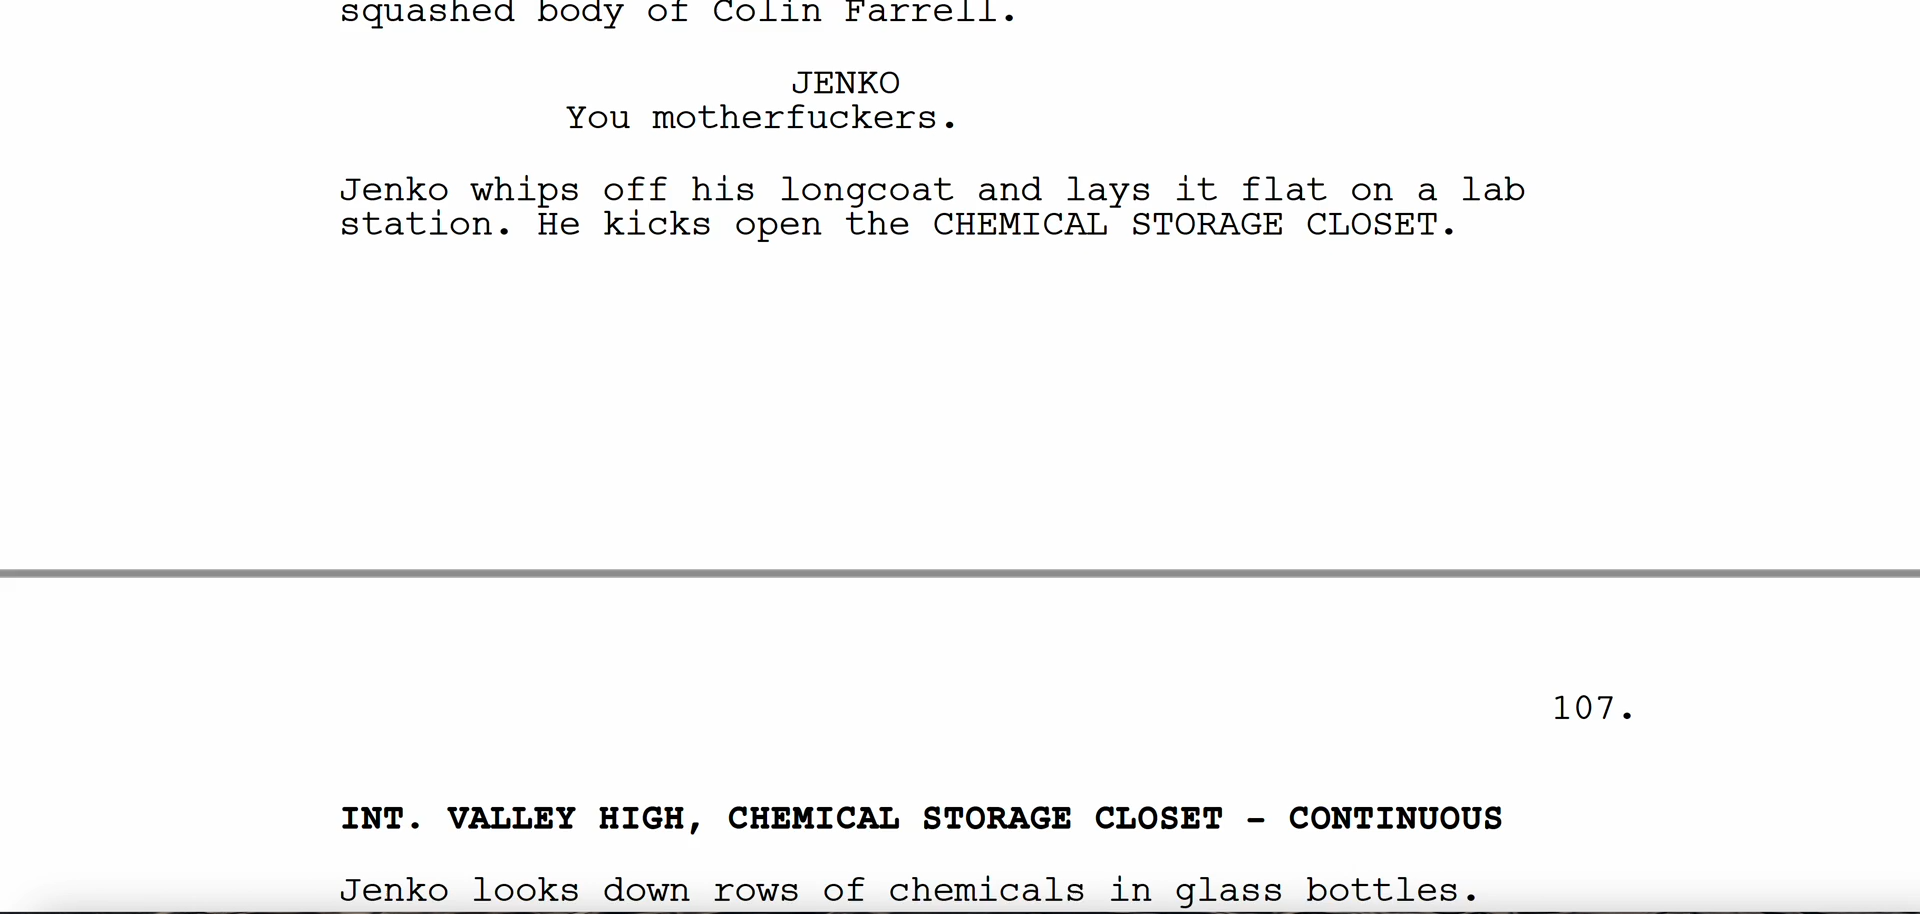 squashed body of Colin Farrell.
JENKO
You motherfuckers.
Jenko whips off his longcoat and lays it flat on a lab
station. He kicks open the CHEMICAL STORAGE CLOSET.
107.
INT. VALLEY HIGH, CHEMICAL STORAGE CLOSET - CONTINUOUS
Jenko looks down rows of chemicals in glass bottles.